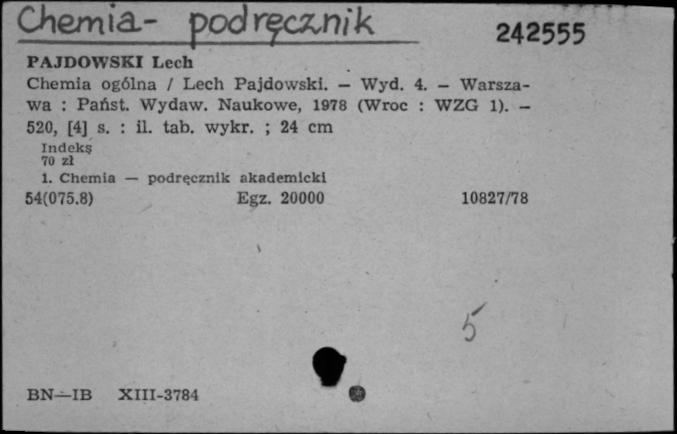 Chemia - podręcznik
242555
PAJDOWSKI Lech
Chemia ogólna / Lech Pajdowski. — Wyd. 4. — Warsza-
wa : Państ. Wydaw. Naukowe, 1978 (Wroc : WZG 1). —
520, [4] s. : il. tab. wykr. ; 24 cm
Indeks
70 zł
1. Chemia — podręcznik akademicki
54(075.8) Egz. 20000 10827/78
5
BN—IB XIII-3784